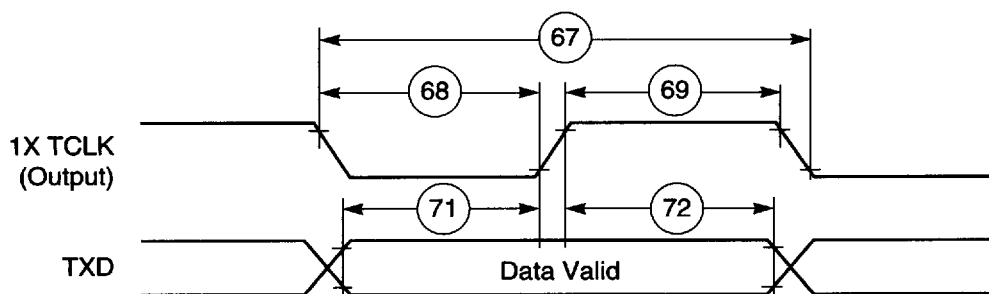 67
68
69
1X TCLK
(Output)
71
72
TXD
Data Valid